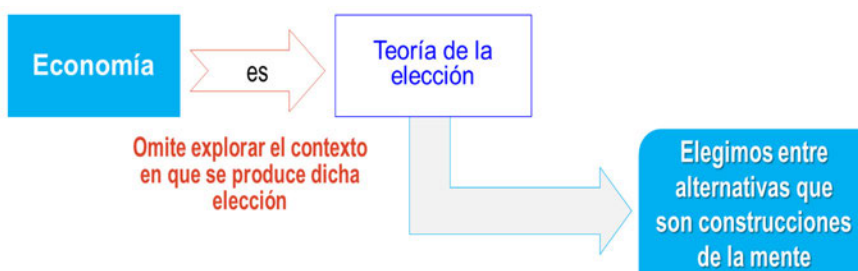 Economía
es
Teoría de la
elección
Omite explorar el contexto
en que se produce dicha
elección
Elegimos entre
alternativas que
son construcciones
de la mente